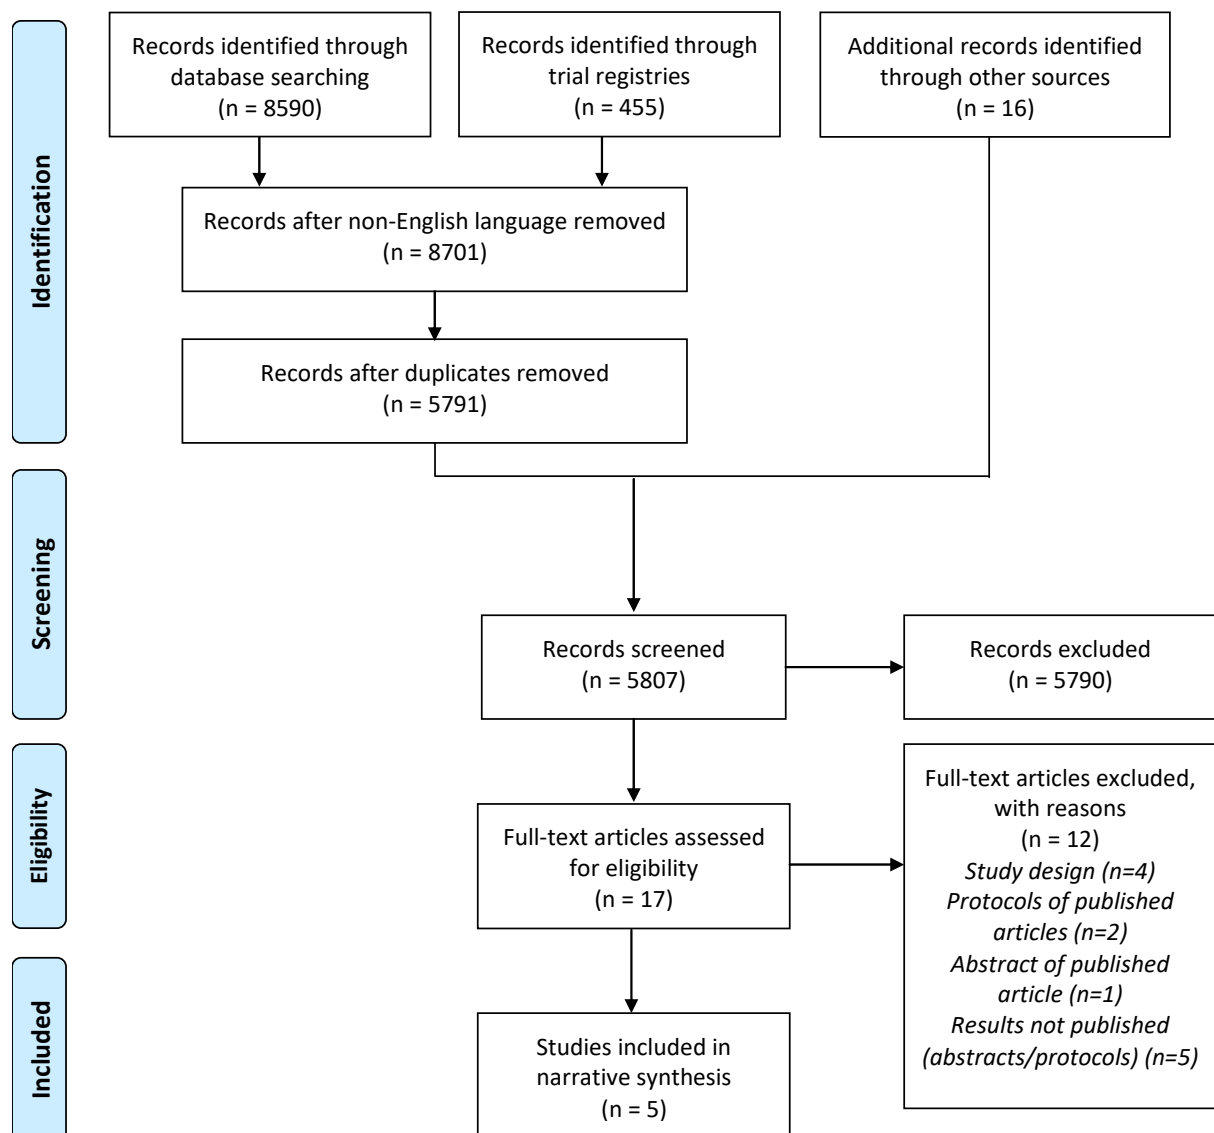 Identification
Records identified through
database searching
(n = 8590)
Records identified through
trial registries
(n = 455)
Additional records identified
through other sources
(n = 16)
Records after non-English language removed
(n = 8701)
Records after duplicates removed
(n = 5791)
Screening
Records screened
(n = 5807)
Records excluded
(n = 5790)
Eligibility
Full-text articles assessed
for eligibility
(n = 17)
Full-text articles excluded,
with reasons
(n = 12)
Study design (n=4)
Protocols of published
articles (n=2)
Abstract of published
article (n=1)
Results not published
(abstracts/protocols) (n=5)
Included
Studies included in
narrative synthesis
(n = 5)